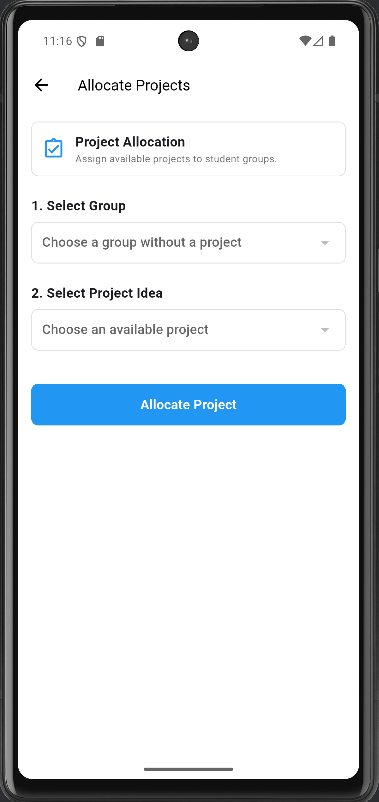 11:16
Allocate Projects
Project Allocation
Assign available projects to student groups.
1. Select Group
Choose a group without a project
2. Select Project Idea
Choose an available project
Allocate Project